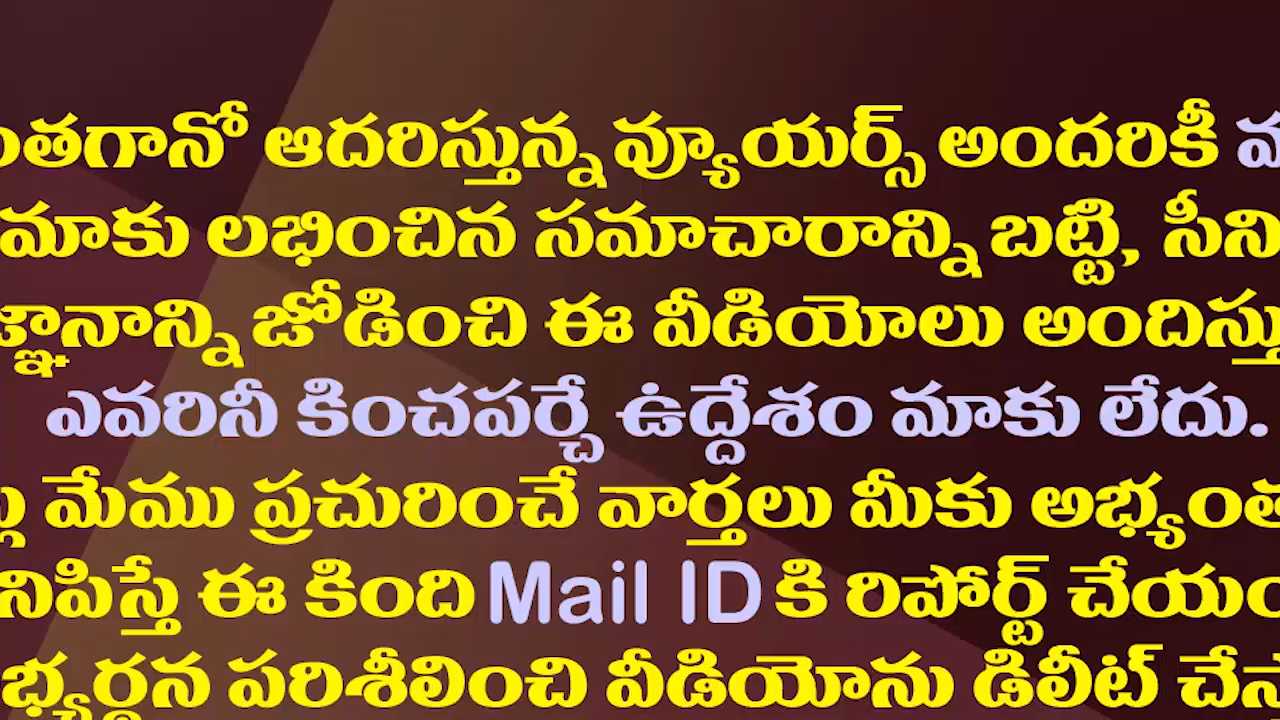 ంతగానో ఆదరిస్తున్న వ్యూయర్స్ అందరికీ
మాకు లభించిన సమాచారాన్ని బట్టి, సీని
జ్ఞానాన్ని జోడించి ఈ వీడియోలు అందిస్తు
ఎవరినీ కించపర్చే ఉద్దేశం మాకు లేదు.
ల్ల మేము ప్రచురించే వార్తలు మీకు అభ్యంత
నిపిస్తే ఈ కింది Mail ID కి రిపోర్ట్ చేయం
భ్యర్థన పరిశీలించి వీడియోను డిలీట్ చేస